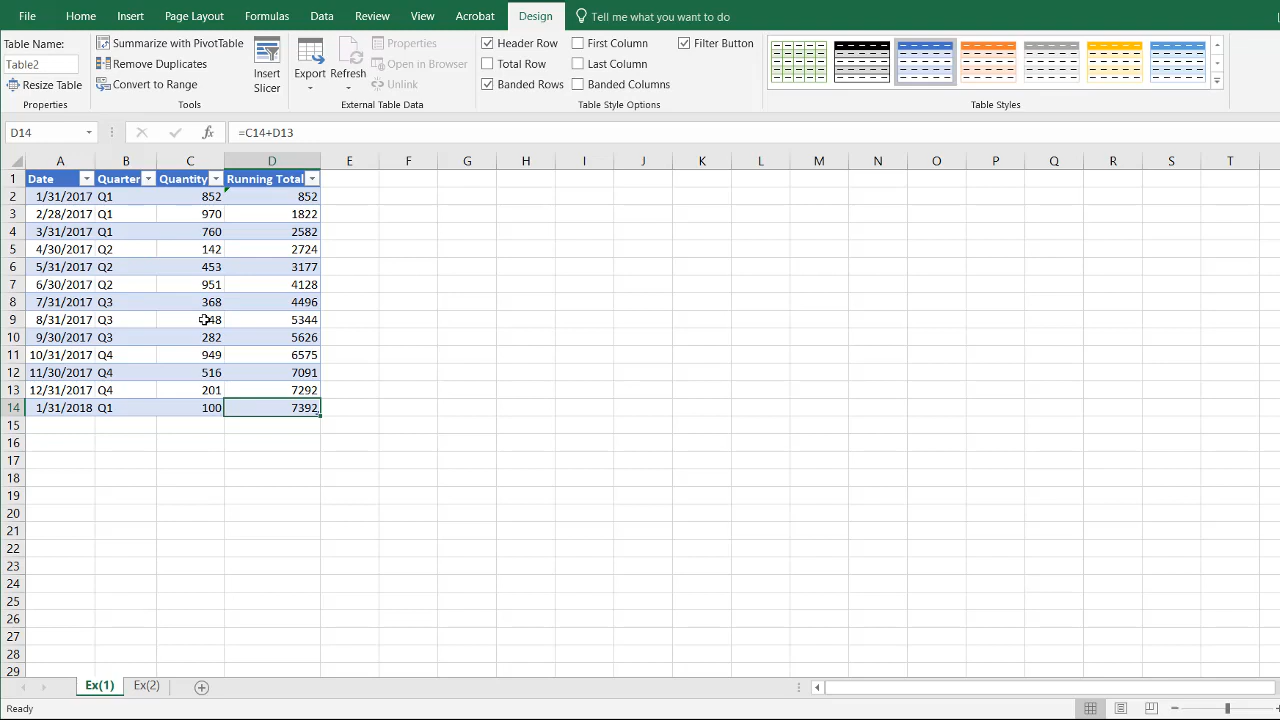 File Home Insert Page Layout Formulas Data Review View Acrobat Design Tell me what you want to do
Table Name: Summarize with PivotTable Properties Header Row First Column Filter Button
Table2 Remove Duplicates Insert Slicer Export Refresh Open in Browser Total Row Last Column
Resize Table Convert to Range Unlink Banded Rows Banded Columns
Properties Tools External Table Data Table Style Options Table Styles
D14 fx =C14+D13
A B C D E F G H I J K L M N O P Q R S T
1 Date Quarter Quantity Running Total
2 1/31/2017 Q1 852 852
3 2/28/2017 Q1 970 1822
4 3/31/2017 Q1 760 2582
5 4/30/2017 Q2 142 2724
6 5/31/2017 Q2 453 3177
7 6/30/2017 Q2 951 4128
8 7/31/2017 Q3 368 4496
9 8/31/2017 Q3 48 5344
10 9/30/2017 Q3 282 5626
11 10/31/2017 Q4 949 6575
12 11/30/2017 Q4 516 7091
13 12/31/2017 Q4 201 7292
14 1/31/2018 Q1 100 7392
15
16
17
18
19
20
21
22
23
24
25
26
27
28
29
Ex(1) Ex(2)
Ready